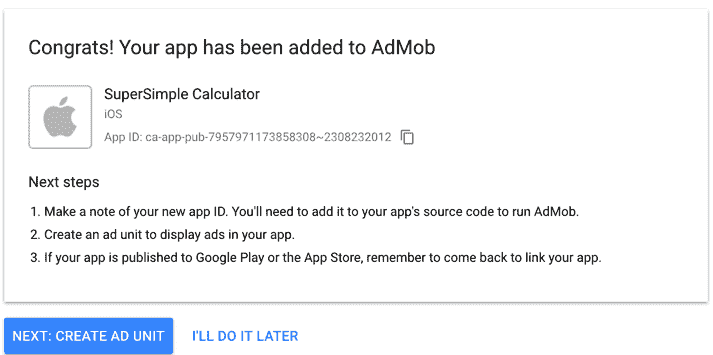 Congrats! Your app has been added to AdMob
SuperSimple Calculator
iOS
App ID: ca-app-pub-7957971173858308~2308232012
Next steps
1. Make a note of your new app ID. You'll need to add it to your app's source code to run AdMob.
2. Create an ad unit to display ads in your app.
3. If your app is published to Google Play or the App Store, remember to come back to link your app.
NEXT: CREATE AD UNIT I'LL DO IT LATER